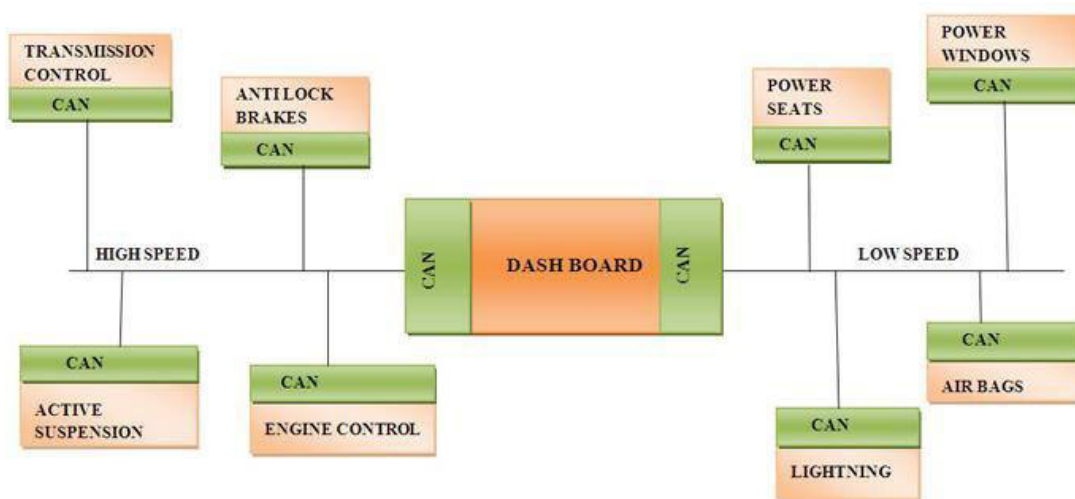 TRANSMISSION
CONTROL
CAN
ANTI LOCK
BRAKES
CAN
POWER
SEATS
CAN
POWER
WINDOWS
CAN
HIGH SPEED
CAN
DASH BOARD
CAN
LOW SPEED
CAN
ACTIVE
SUSPENSION
CAN
ENGINE CONTROL
CAN
LIGHTNING
CAN
AIR BAGS